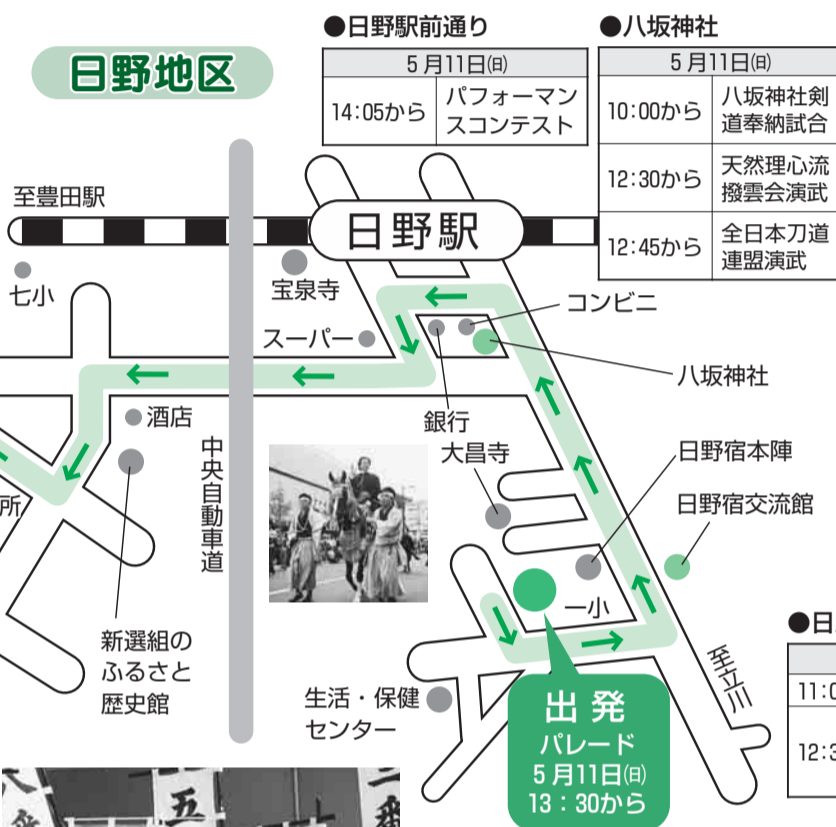 日野地区
●日野駅前通り
5月11日(日)
14:05から
パフォーマン
スコンテスト
●八坂神社
5月11日(日)
10:00から
八坂神社剣
道奉納試合
12:30から
天然理心流
撥雲会演武
12:45から
全日本刀道
連盟演武
至豊田駅
日野駅
七小
宝泉寺
コンビニ
スーパー
八坂神社
銀行
酒店
大昌寺
中央自動車道
日野宿本陣
日野宿交流館
所
一小
新選組の
ふるさと
歴史館
生活・保健
センター
至立川
出発
パレード
5月11日(日)
13：30から
●日
11:0
12:3
五
二番